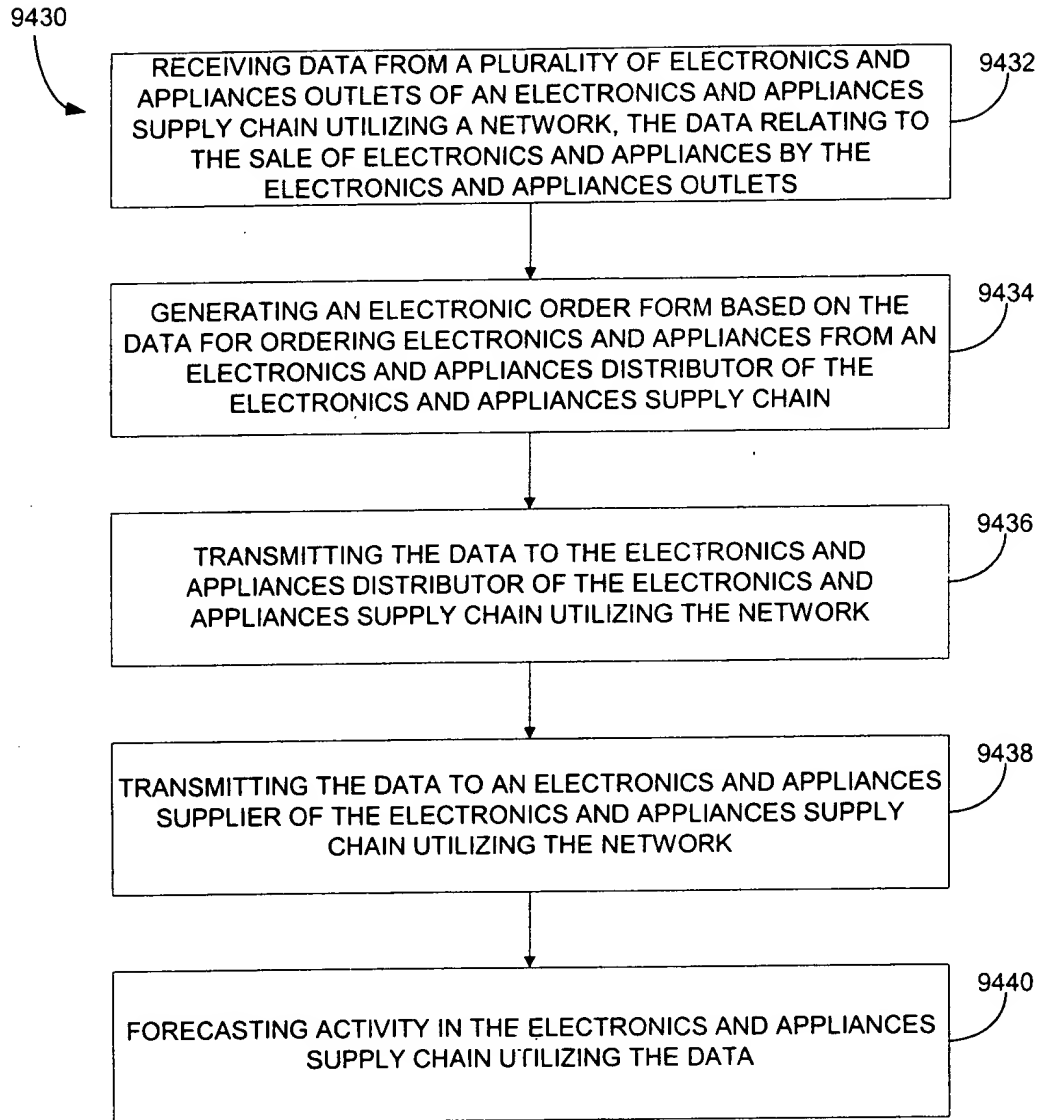 9430
RECEIVING DATA FROM A PLURALITY OF ELECTRONICS AND
APPLIANCES OUTLETS OF AN ELECTRONICS AND APPLIANCES
SUPPLY CHAIN UTILIZING A NETWORK, THE DATA RELATING TO
THE SALE OF ELECTRONICS AND APPLIANCES BY THE
ELECTRONICS AND APPLIANCES OUTLETS
9432
GENERATING AN ELECTRONIC ORDER FORM BASED ON THE
DATA FOR ORDERING ELECTRONICS AND APPLIANCES FROM AN
ELECTRONICS AND APPLIANCES DISTRIBUTOR OF THE
ELECTRONICS AND APPLIANCES SUPPLY CHAIN
9434
TRANSMITTING THE DATA TO THE ELECTRONICS AND
APPLIANCES DISTRIBUTOR OF THE ELECTRONICS AND
APPLIANCES SUPPLY CHAIN UTILIZING THE NETWORK
9436
TRANSMITTING THE DATA TO AN ELECTRONICS AND APPLIANCES
SUPPLIER OF THE ELECTRONICS AND APPLIANCES SUPPLY
CHAIN UTILIZING THE NETWORK
9438
FORECASTING ACTIVITY IN THE ELECTRONICS AND APPLIANCES
SUPPLY CHAIN UTILIZING THE DATA
9440